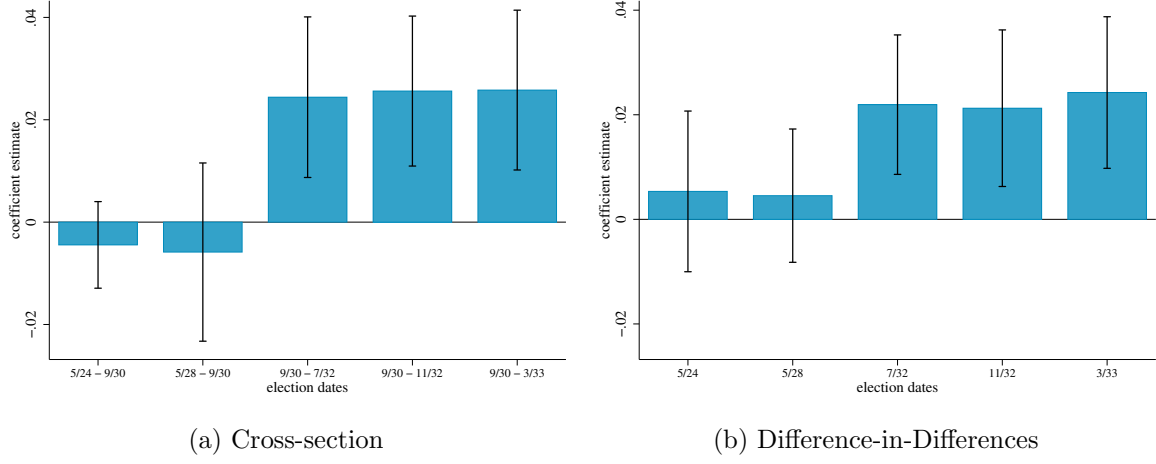 .04
.02
0
-.02
coefficient estimate
5/24 – 9/30
5/28 – 9/30
9/30 – 7/32
9/30 – 11/32
9/30 – 3/33
election dates
(a) Cross-section
.04
.02
0
-.02
coefficient estimate
5/24
5/28
7/32
11/32
3/33
election dates
(b) Difference-in-Differences